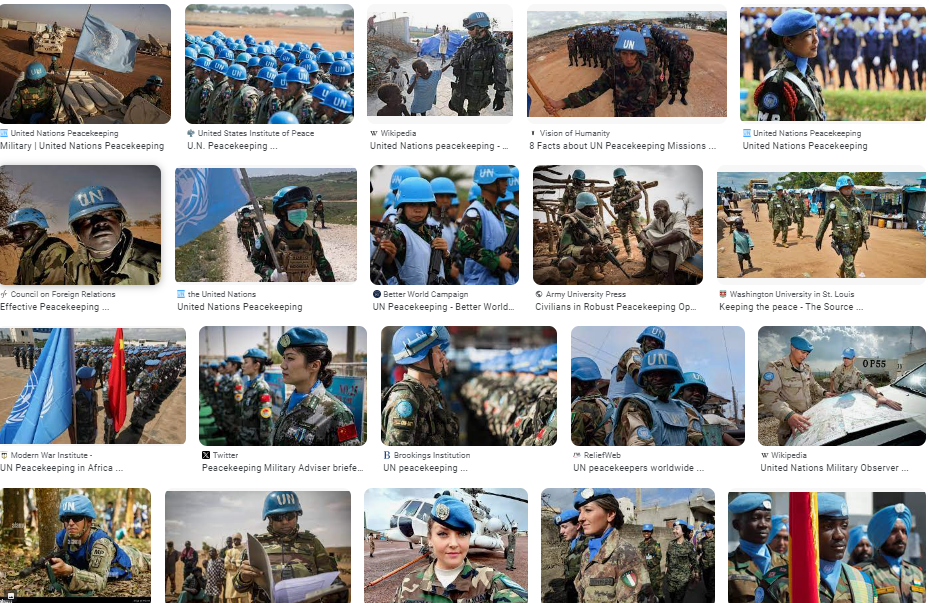 United Nations Peacekeeping
Military | United Nations Peacekeeping
United States Institute of Peace
U.N. Peacekeeping ...
W Wikipedia
United Nations peacekeeping - ...
Vision of Humanity
8 Facts about UN Peacekeeping Missions ...
United Nations Peacekeeping
United Nations Peacekeeping
Council on Foreign Relations
Effective Peacekeeping ...
the United Nations
United Nations Peacekeeping
Better World Campaign
UN Peacekeeping - Better World...
Army University Press
Civilians in Robust Peacekeeping Op...
Washington University in St. Louis
Keeping the peace - The Source ...
Modern War Institute -
UN Peacekeeping in Africa ...
X Twitter
Peacekeeping Military Adviser briefe...
B Brookings Institution
UN peacekeeping ...
ReliefWeb
UN peacekeepers worldwide ...
W Wikipedia
United Nations Military Observer ...
UN
UN
UN
UN
UN
OP55
UN
UN